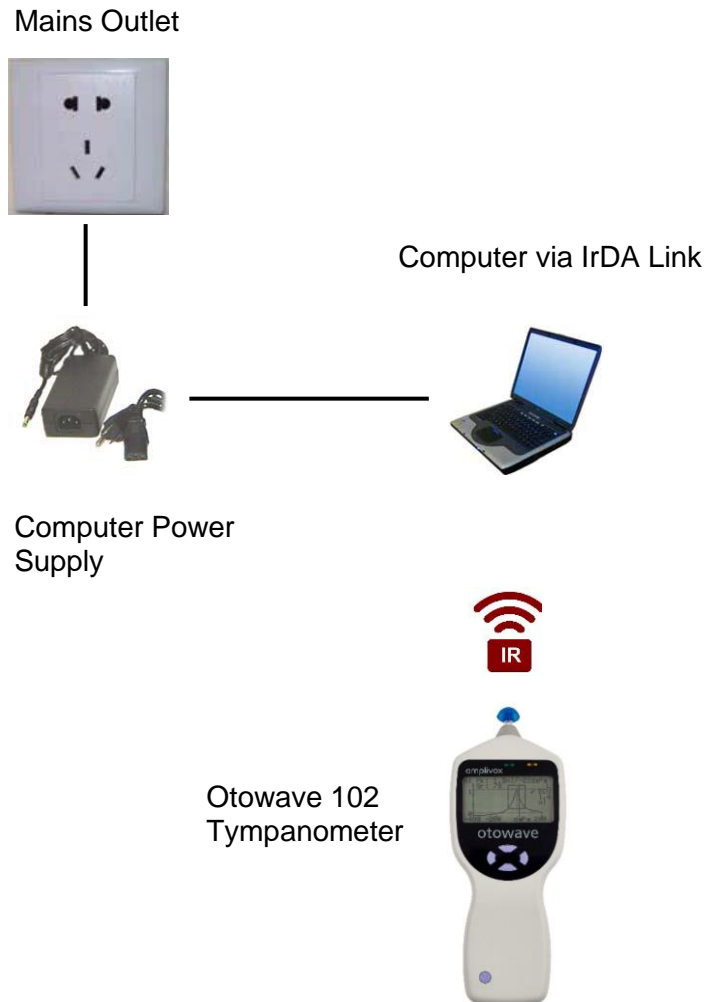 Mains Outlet
Computer via IrDA Link
Computer Power
Supply
IR
Otowave 102
Tympanometer
amplivox
otowave